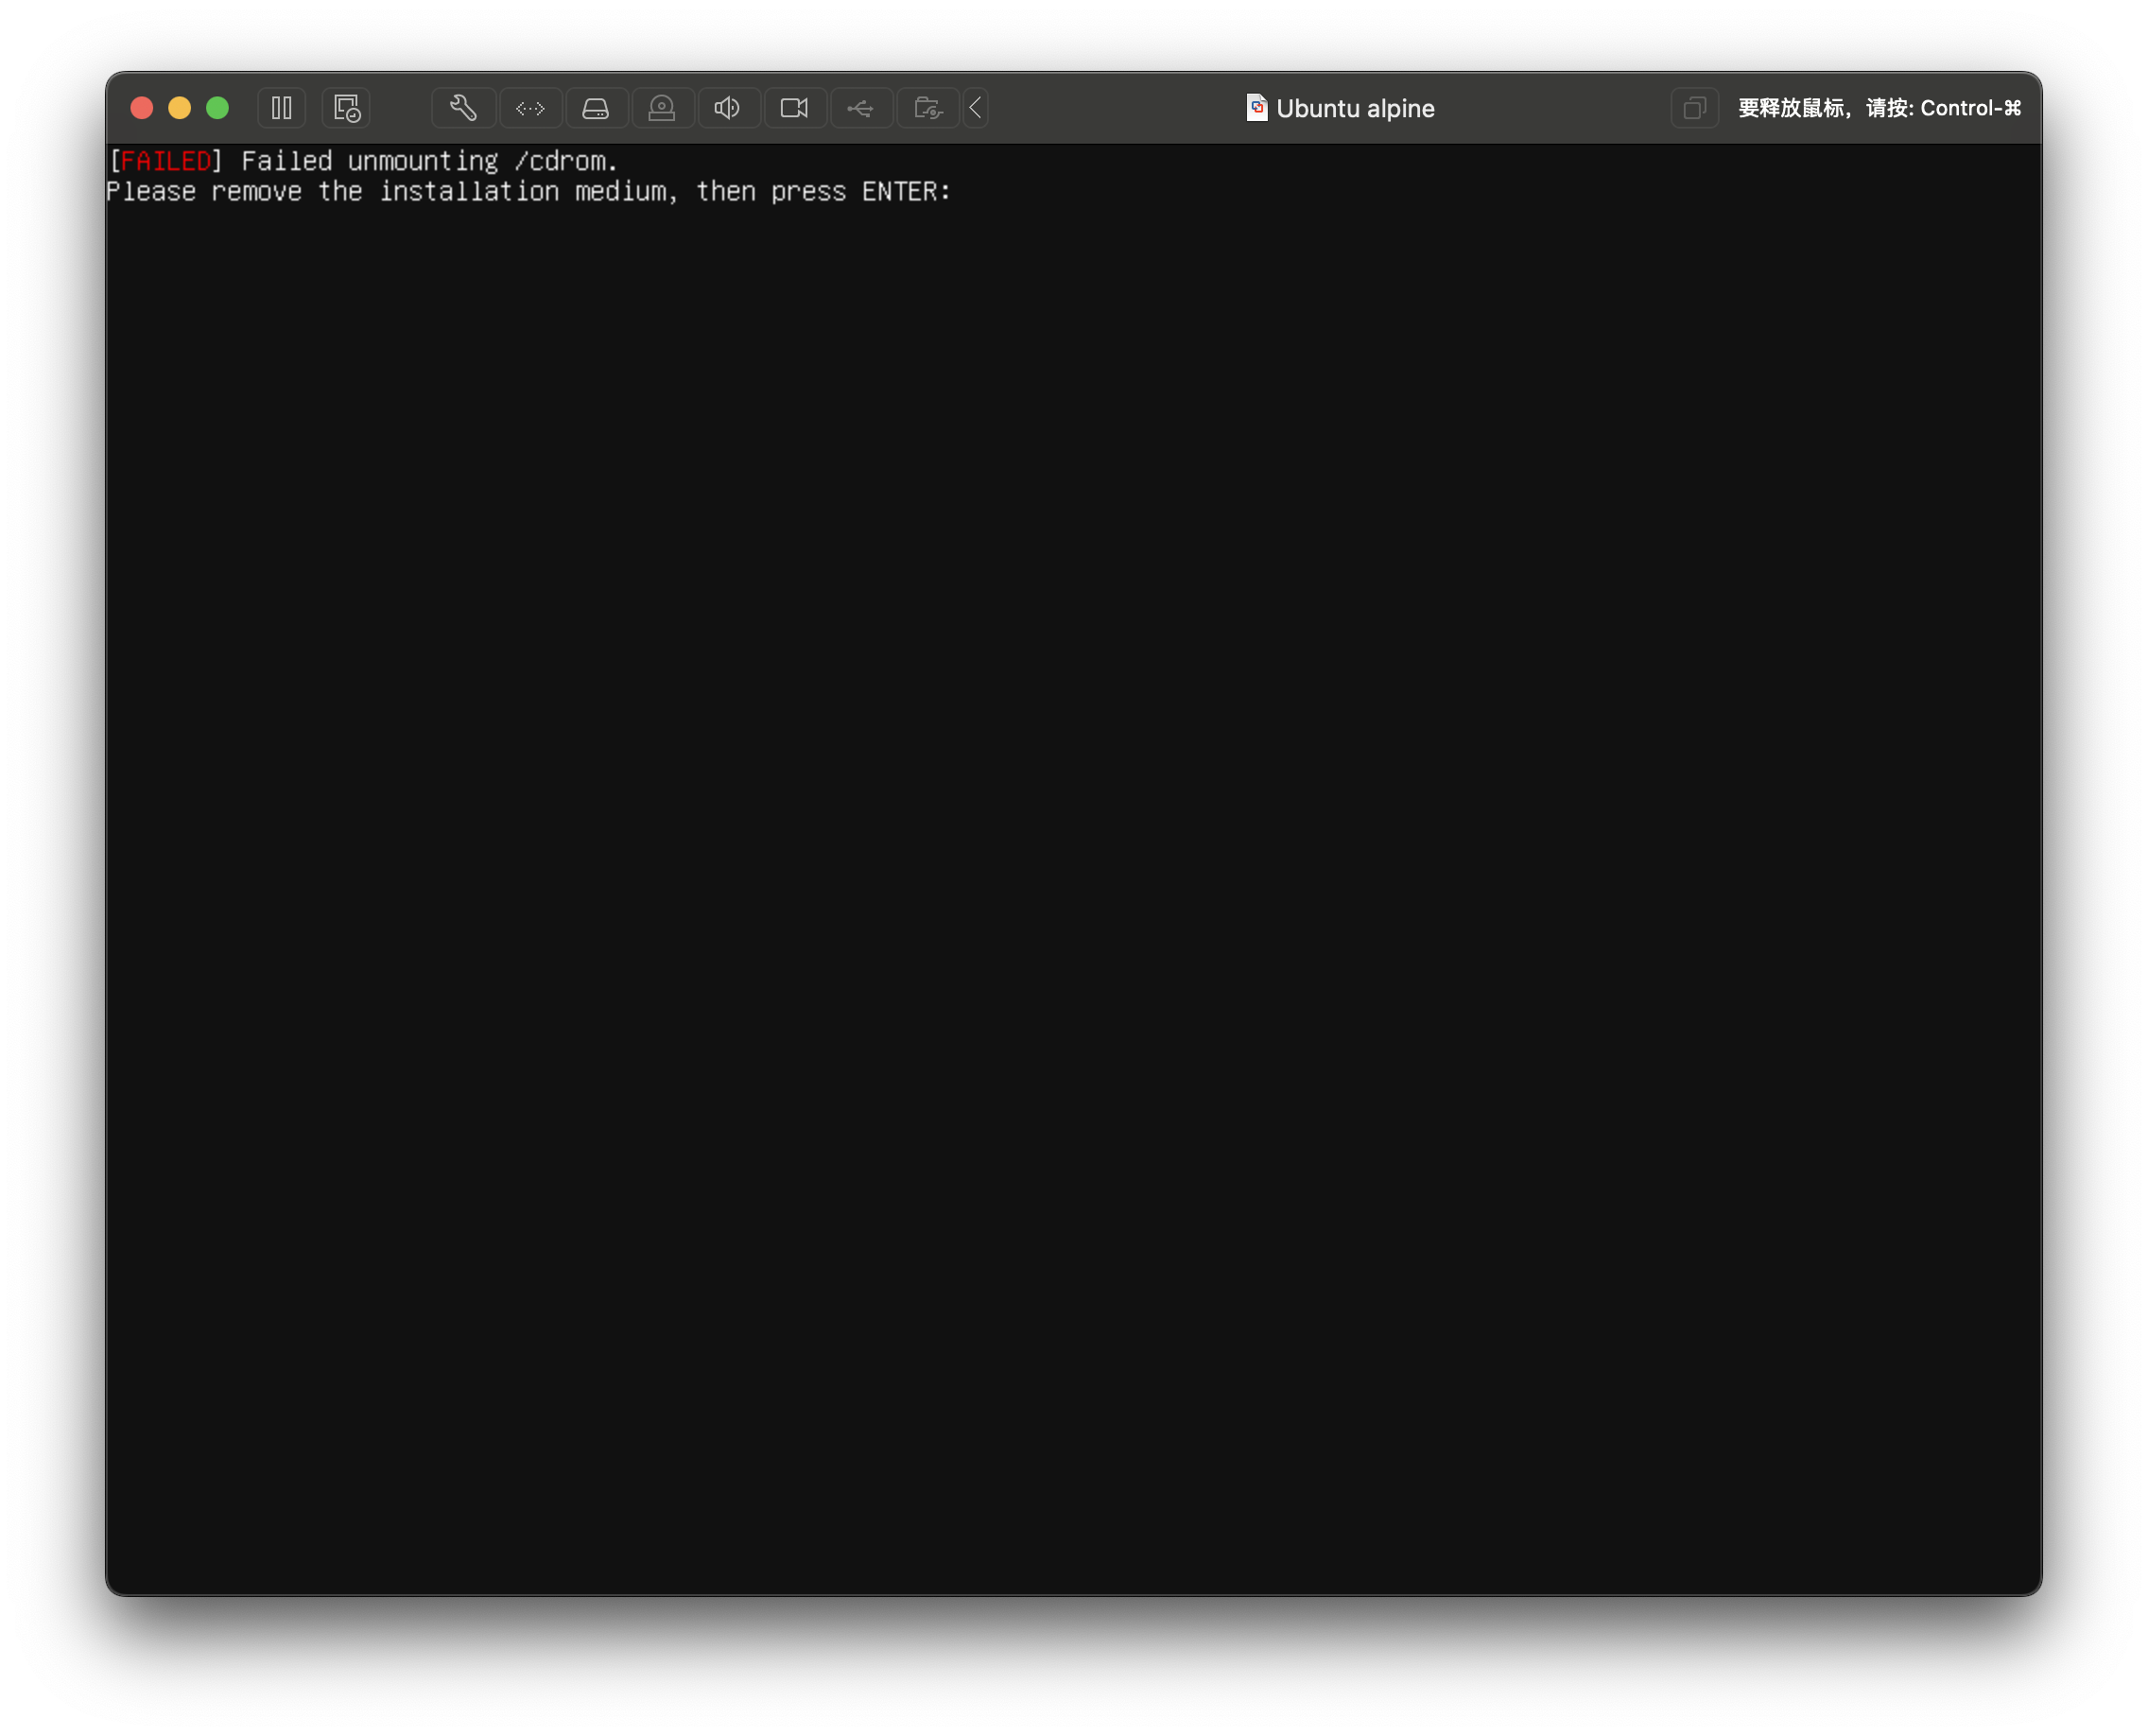 Ubuntu alpine
要释放鼠标，请按: Control-⌘
[FAILED] Failed unmounting /cdrom.
Please remove the installation medium, then press ENTER: